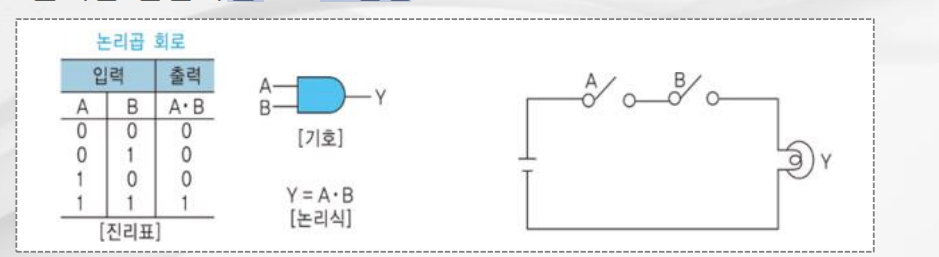 논리곱 회로
입력 출력
A B A·B
0 0 0
0 1 0
1 0 0
1 1 1
[진리표]
A
B
Y
[기호]
Y = A·B
[논리식]
A
B
Y